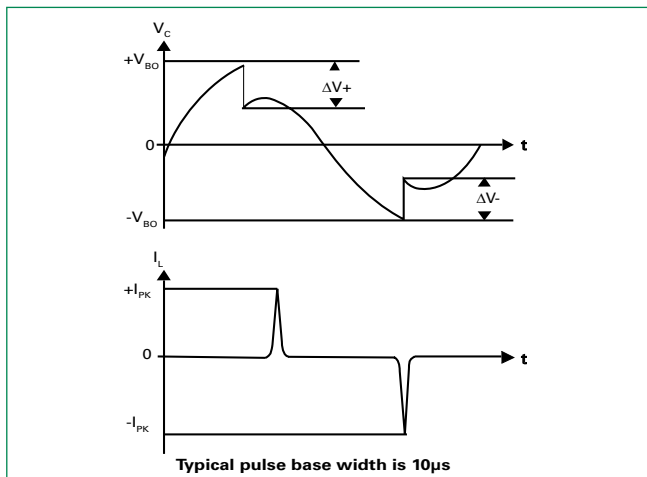 V_C
+V_BO
ΔV+
0
t
ΔV-
-V_BO
I_L
+I_PK
0
t
-I_PK
Typical pulse base width is 10μs